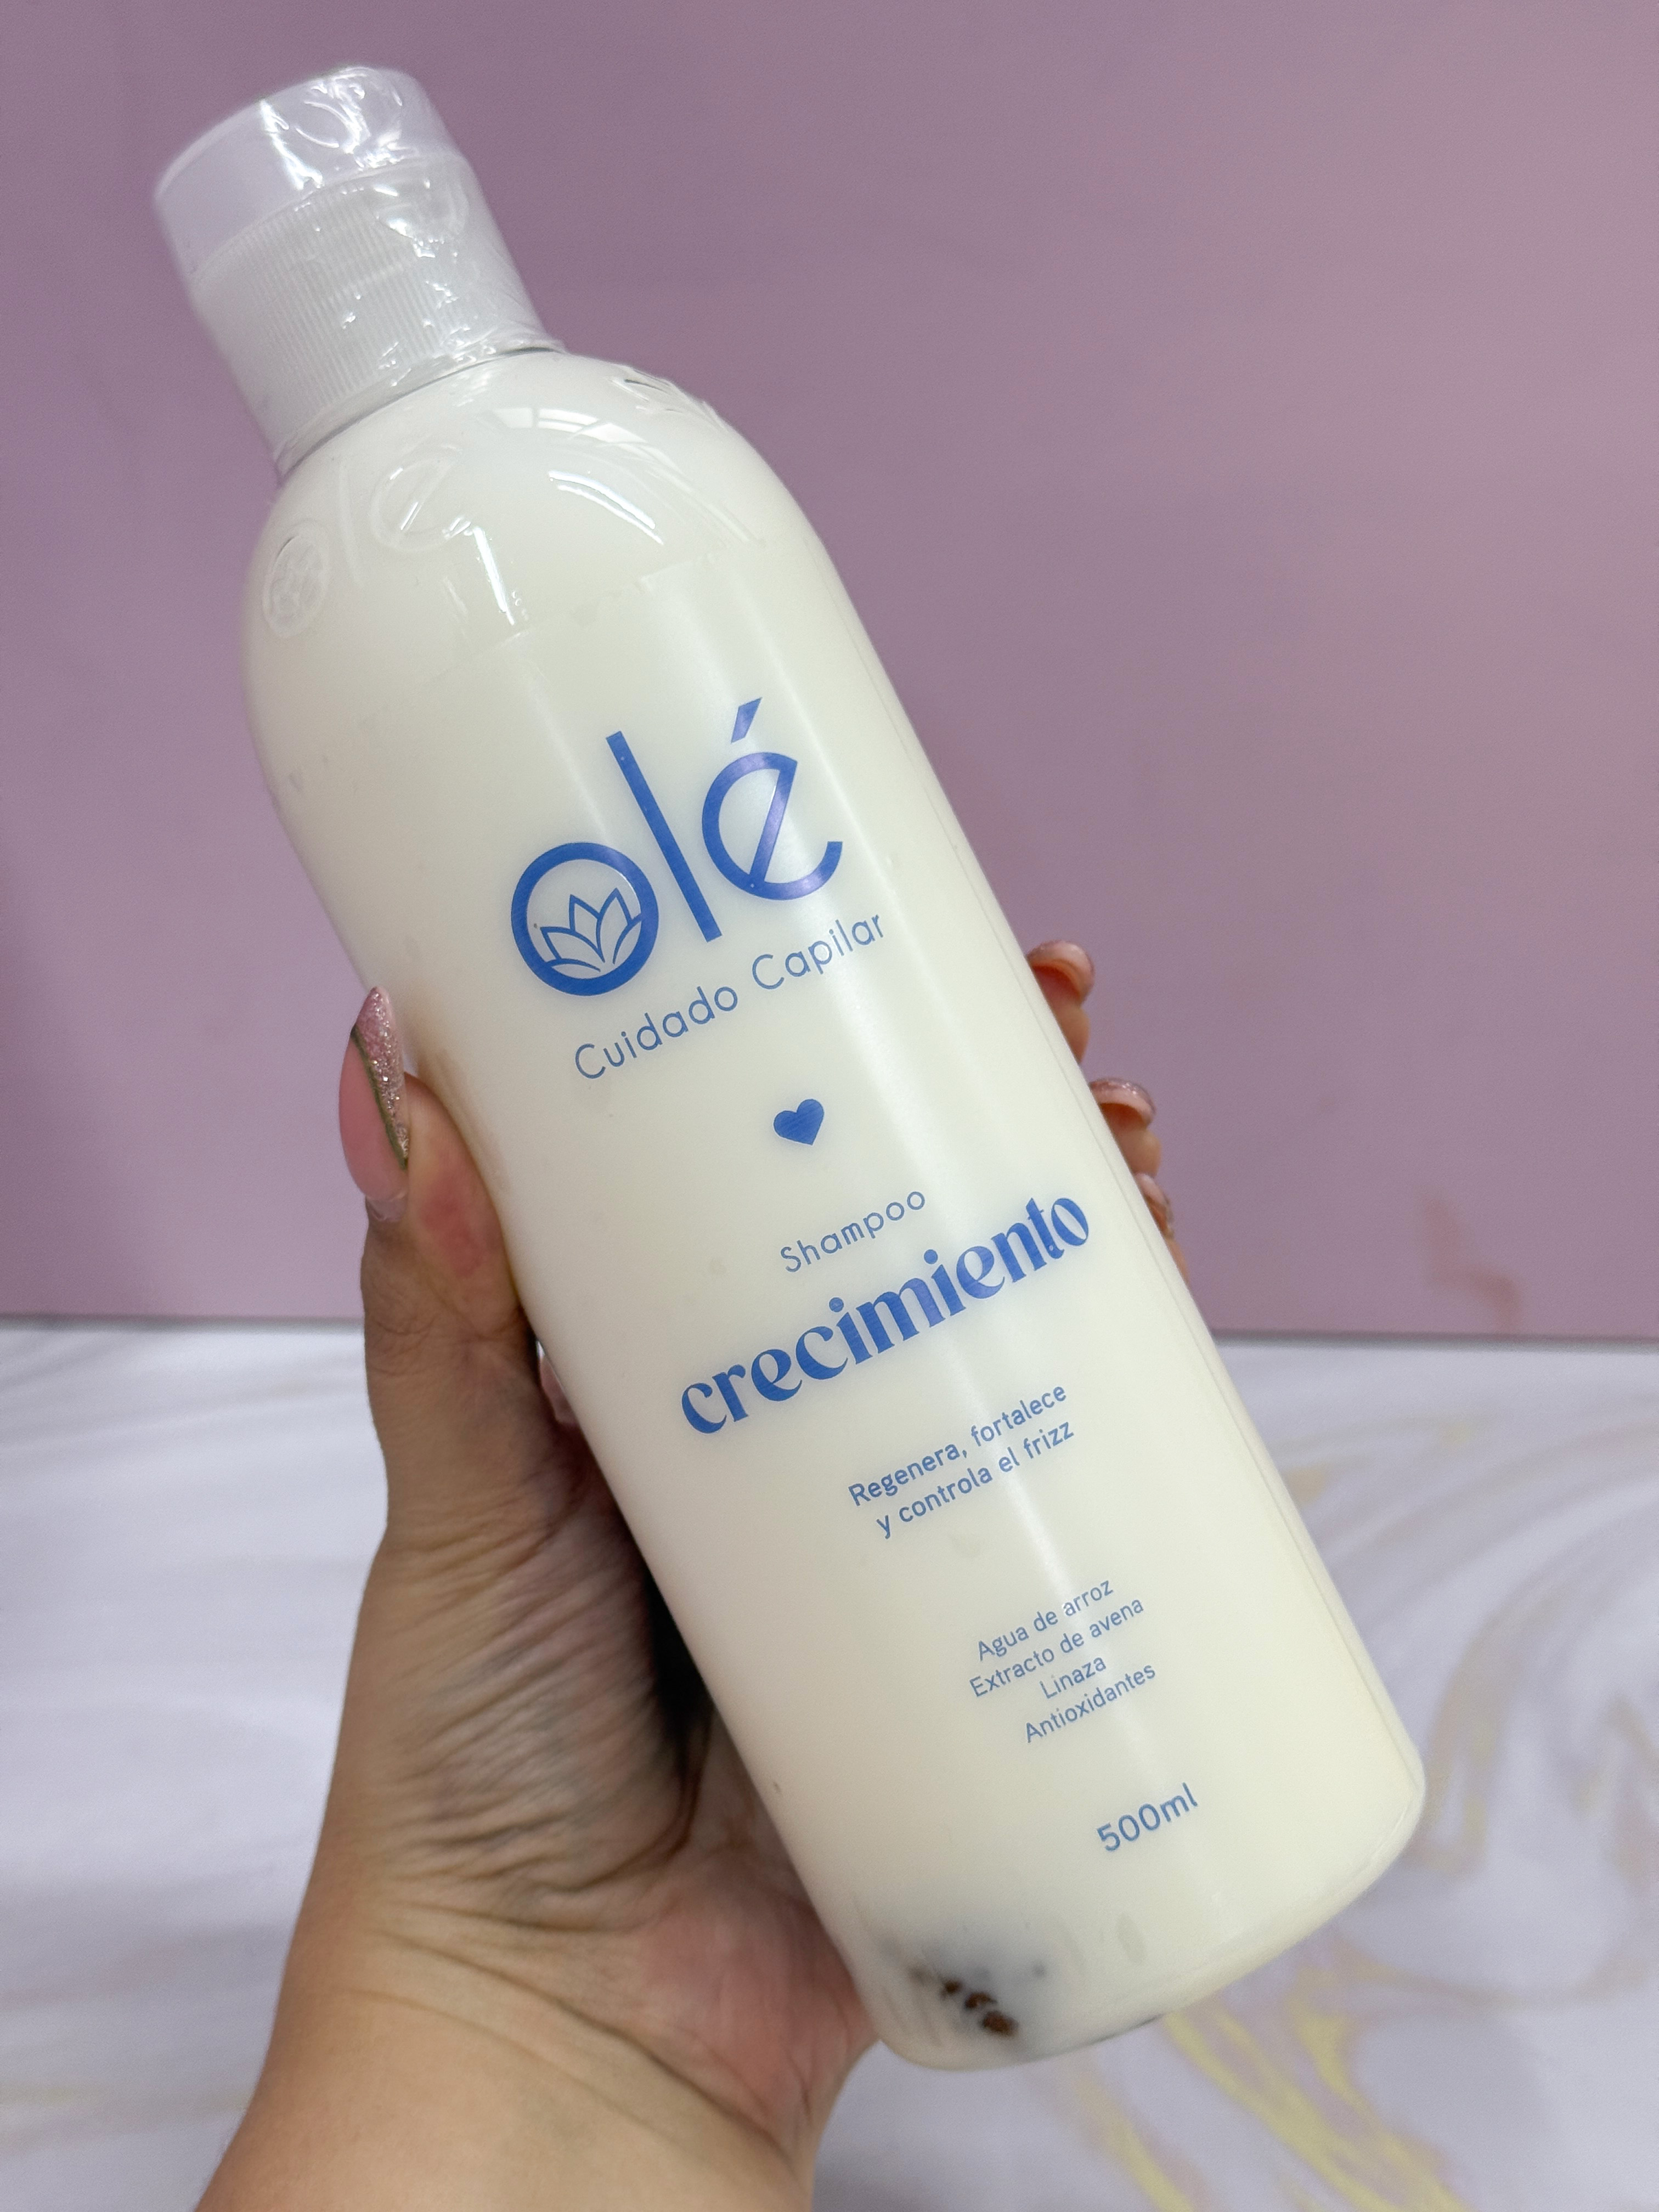 olé
olé
Cuidado Capilar
Shampoo
crecimiento
Regenera, fortalece
y controla el frizz
Agua de arroz
Extracto de avena
Linaza
Antioxidantes
500ml